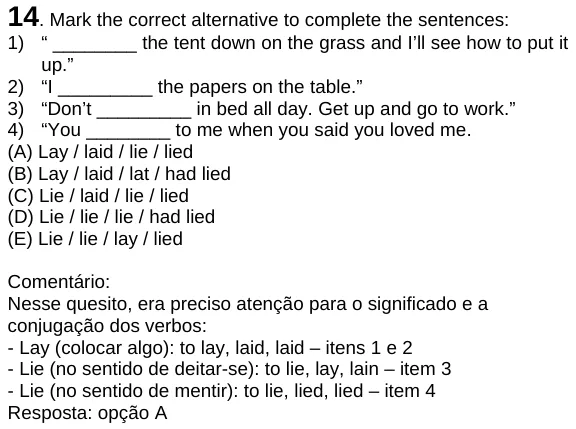 14. Mark the correct alternative to complete the sentences:
1) “ ________ the tent down on the grass and I’ll see how to put it
up.”
2) “I _________ the papers on the table.”
3) “Don’t _________ in bed all day. Get up and go to work.”
4) “You ________ to me when you said you loved me.
(A) Lay / laid / lie / lied
(B) Lay / laid / lat / had lied
(C) Lie / laid / lie / lied
(D) Lie / lie / lie / had lied
(E) Lie / lie / lay / lied
Comentário:
Nesse quesito, era preciso atenção para o significado e a
conjugação dos verbos:
- Lay (colocar algo): to lay, laid, laid – itens 1 e 2
- Lie (no sentido de deitar-se): to lie, lay, lain – item 3
- Lie (no sentido de mentir): to lie, lied, lied – item 4
Resposta: opção A